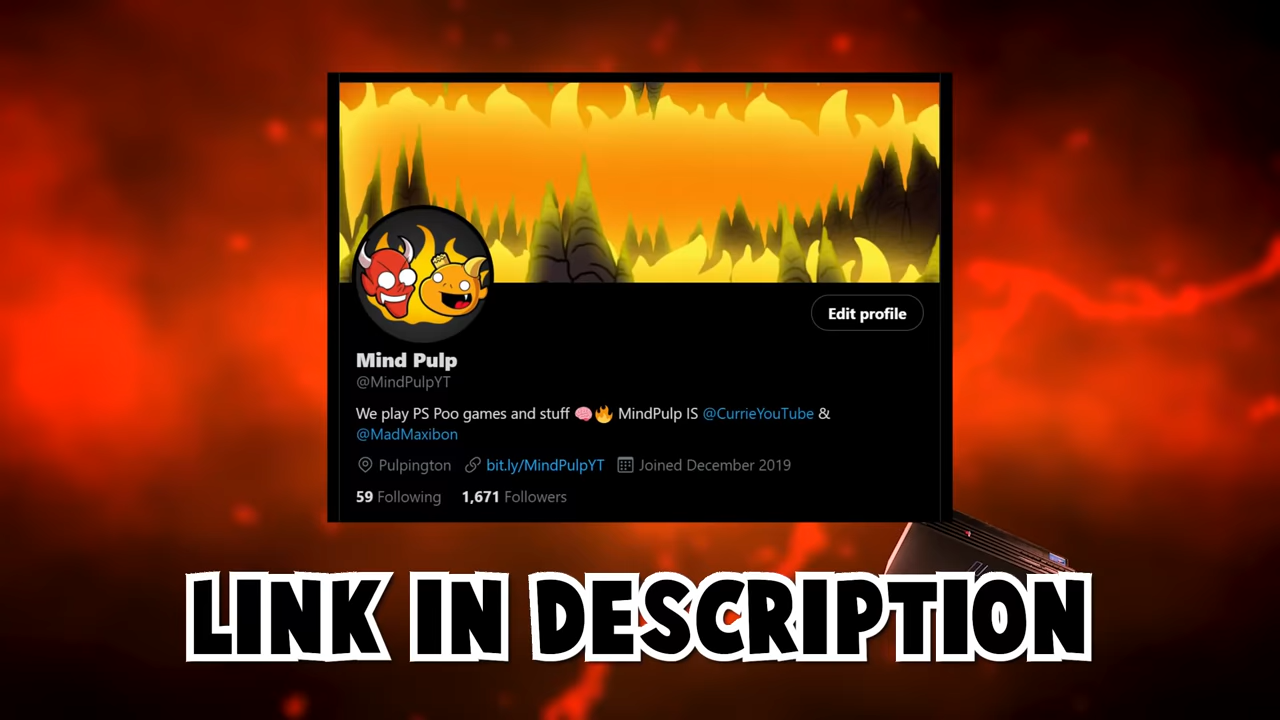 Edit profile
Mind Pulp
@MindPulpYT
We play PS Poo games and stuff 🧠🔥 MindPulp IS @CurrieYouTube &
@MadMaxibon
Pulpington bit.ly/MindPulpYT Joined December 2019
59 Following 1,671 Followers
LINK IN DESCRIPTION